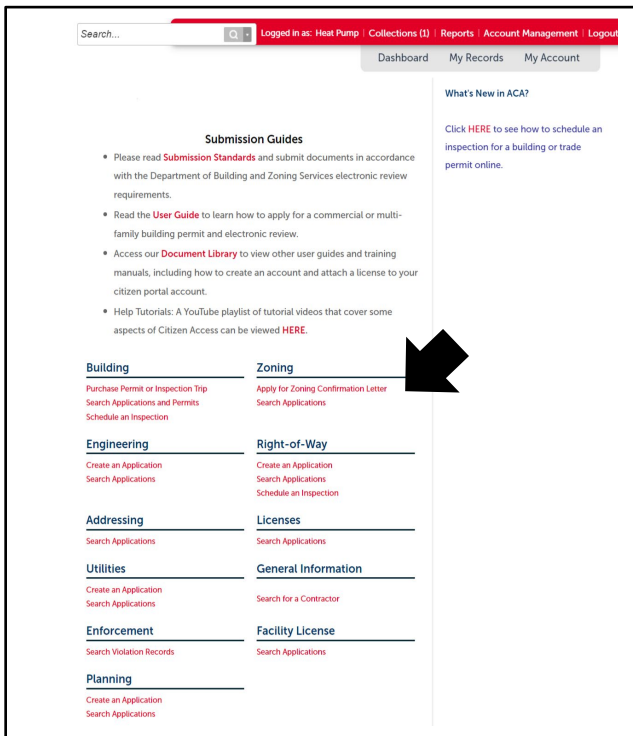 Search...
Logged in as: Heat Pump | Collections (1) | Reports | Account Management | Logout
Dashboard My Records My Account
What's New in ACA?
Click HERE to see how to schedule an
inspection for a building or trade
permit online.
Submission Guides
• Please read Submission Standards and submit documents in accordance
with the Department of Building and Zoning Services electronic review
requirements.
• Read the User Guide to learn how to apply for a commercial or multi-
family building permit and electronic review.
• Access our Document Library to view other user guides and training
manuals, including how to create an account and attach a license to your
citizen portal account.
• Help Tutorials: A YouTube playlist of tutorial videos that cover some
aspects of Citizen Access can be viewed HERE.
Building
Purchase Permit or Inspection Trip
Search Applications and Permits
Schedule an Inspection
Zoning
Apply for Zoning Confirmation Letter
Search Applications
Engineering
Create an Application
Search Applications
Right-of-Way
Create an Application
Search Applications
Schedule an Inspection
Addressing
Search Applications
Licenses
Search Applications
Utilities
Create an Application
Search Applications
General Information
Search for a Contractor
Enforcement
Search Violation Records
Facility License
Search Applications
Planning
Create an Application
Search Applications